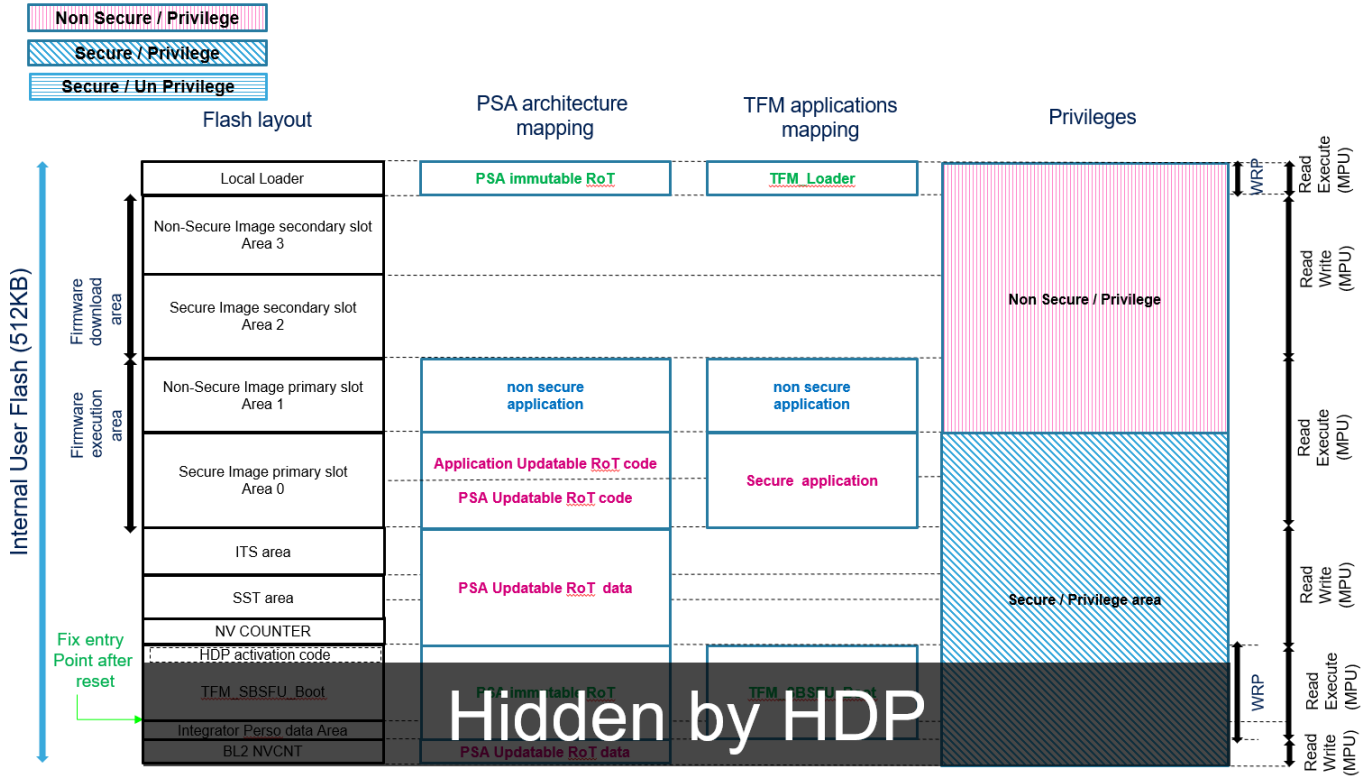 Non Secure / Privilege
Secure / Privilege
Secure / Un Privilege
Flash layout
PSA architecture
mapping
TFM applications
mapping
Privileges
Internal User Flash (512KB)
Firmware
download
area
Firmware
execution
area
Fix entry
Point after
reset
Local Loader
Non-Secure Image secondary slot
Area 3
Secure Image secondary slot
Area 2
Non-Secure Image primary slot
Area 1
Secure Image primary slot
Area 0
ITS area
SST area
NV COUNTER
HDP activation code
TFM_SBSFU_Boot
Integrator Perso data Area
BL2 NVCNT
PSA immutable RoT
non secure
application
Application Updatable RoT code
PSA Updatable RoT code
PSA Updatable RoT data
PSA immutable RoT
PSA Updatable RoT data
TFM_Loader
non secure
application
Secure application
TFM_SBSFU_Boot
Hidden by HDP
Non Secure / Privilege
Secure / Privilege area
WRP
WRP
Read
Execute
(MPU)
Read
Write
(MPU)
Read
Execute
(MPU)
Read
Write
(MPU)
Read
Execute
(MPU)
Read
Write
(MPU)